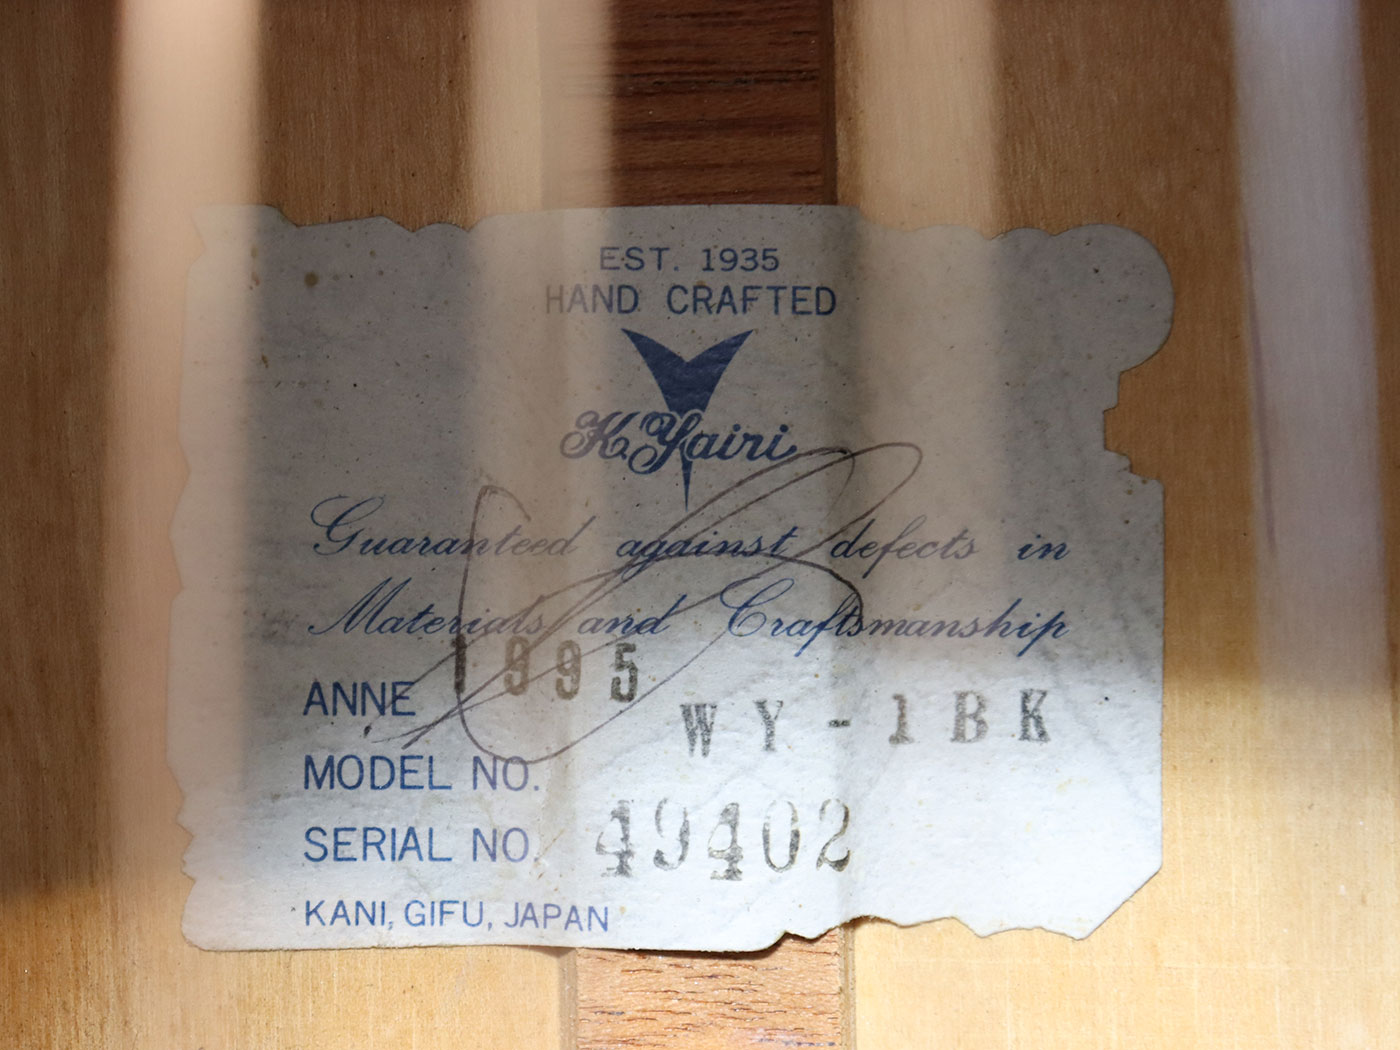 EST. 1935
HAND CRAFTED
K.Yairi
Guaranteed against defects in
Materials and Craftsmanship
ANNE 1995
MODEL NO. WY-1BK
SERIAL NO. 49402
KANI, GIFU, JAPAN